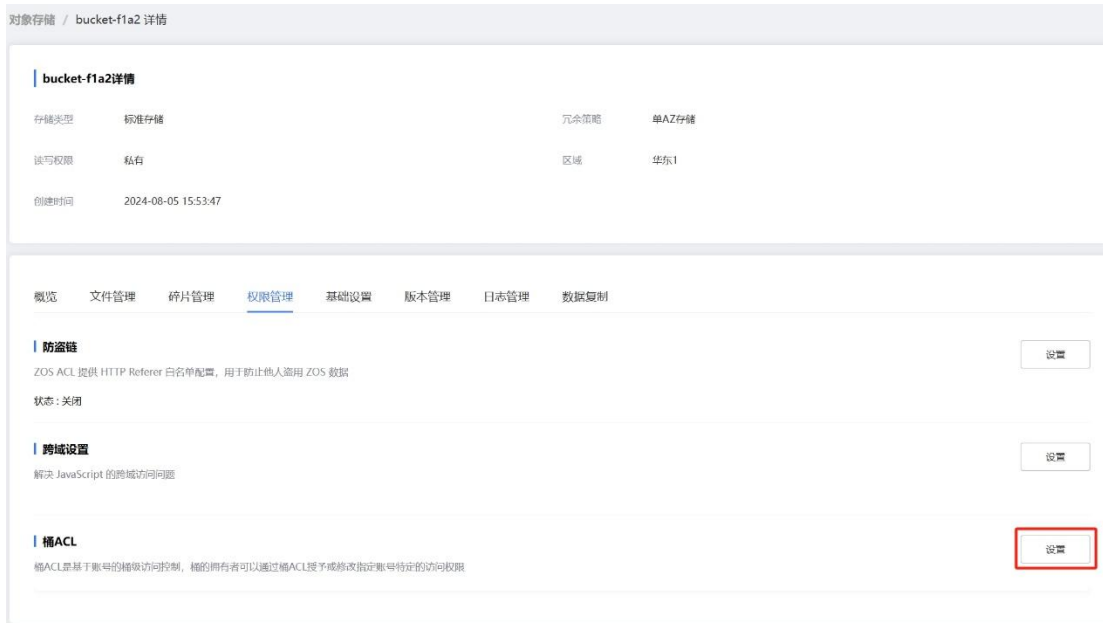 对象存储 / bucket-f1a2 详情
bucket-f1a2详情
存储类型 标准存储 冗余策略 单AZ存储
读写权限 私有 区域 华东1
创建时间 2024-08-05 15:53:47
概览 文件管理 碎片管理 权限管理 基础设置 版本管理 日志管理 数据复制
防盗链 设置
ZOS ACL 提供 HTTP Referer 白名单配置，用于防止他人盗用 ZOS 数据
状态 : 关闭
跨域设置 设置
解决 JavaScript 的跨域访问问题
桶ACL 设置
桶ACL是基于账号的桶级访问控制，桶的拥有者可以通过桶ACL授予或修改指定账号特定的访问权限